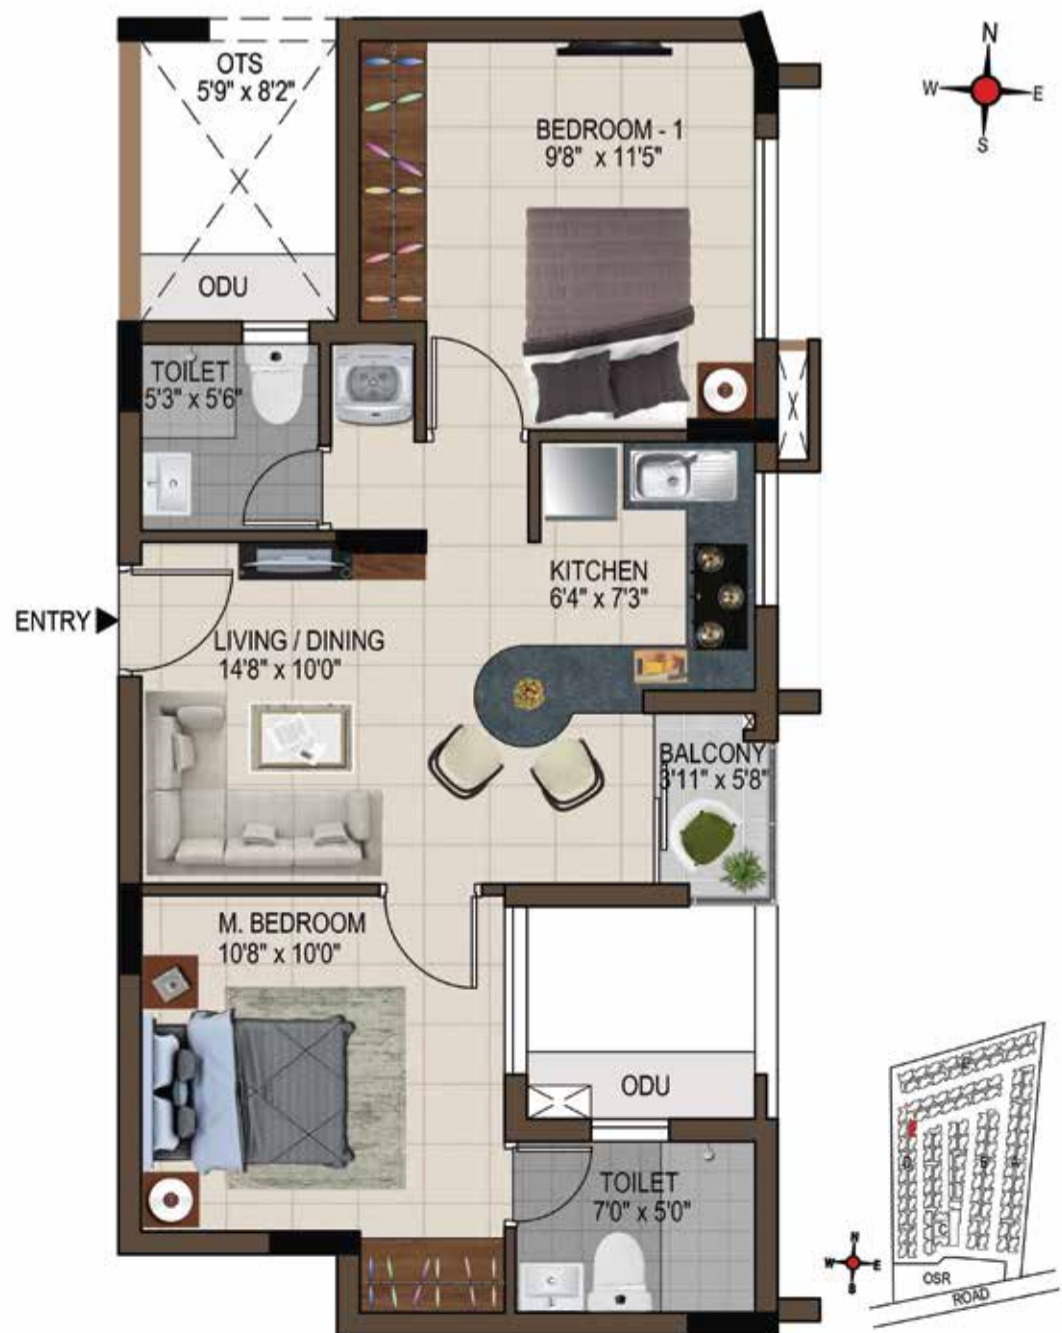 OTS
5'9" x 8'2"
N
W
E
S
BEDROOM - 1
9'8" x 11'5"
ODU
TOILET
5'3" x 5'6"
KITCHEN
6'4" x 7'3"
ENTRY
LIVING / DINING
14'8" x 10'0"
BALCONY
3'11" x 5'8"
M. BEDROOM
10'8" x 10'0"
ODU
TOILET
7'0" x 5'0"
D
B
A
C
N
W
E
S
OSR
ROAD